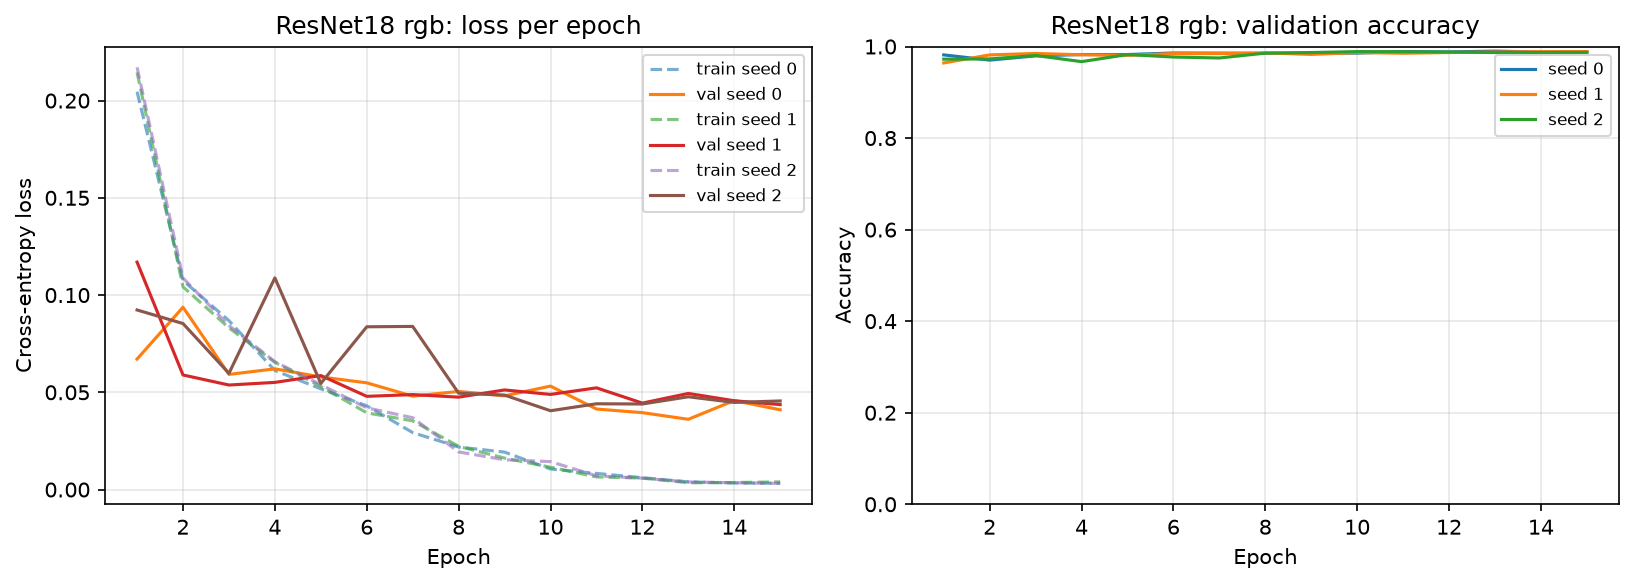 ResNet18 rgb: loss per epoch
Cross-entropy loss
0.20
0.15
0.10
0.05
0.00
2 4 6 8 10 12 14
Epoch
train seed 0
val seed 0
train seed 1
val seed 1
train seed 2
val seed 2
ResNet18 rgb: validation accuracy
Accuracy
1.0
0.8
0.6
0.4
0.2
0.0
2 4 6 8 10 12 14
Epoch
seed 0
seed 1
seed 2